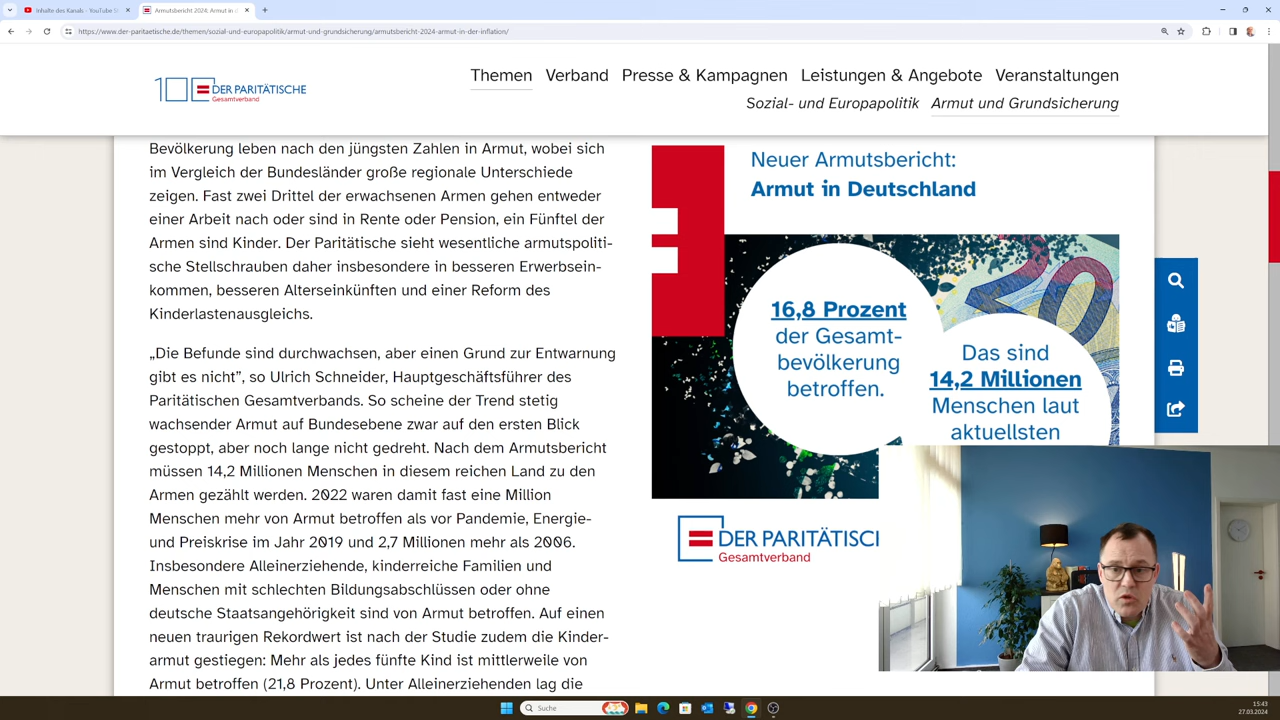 Inhalte des Kanals - YouTube S
Armutsbericht 2024: Armut in d
https://www.der-paritaetische.de/themen/sozial-und-europapolitik/armut-und-grundsicherung/armutsbericht-2024-armut-in-der-inflation/
100 DER PARITÄTISCHE
Gesamtverband
Themen Verband Presse & Kampagnen Leistungen & Angebote Veranstaltungen
Sozial- und Europapolitik Armut und Grundsicherung
Bevölkerung leben nach den jüngsten Zahlen in Armut, wobei sich
im Vergleich der Bundesländer große regionale Unterschiede
zeigen. Fast zwei Drittel der erwachsenen Armen gehen entweder
einer Arbeit nach oder sind in Rente oder Pension, ein Fünftel der
Armen sind Kinder. Der Paritätische sieht wesentliche armutspoliti-
sche Stellschrauben daher insbesondere in besseren Erwerbsein-
kommen, besseren Alterseinkünften und einer Reform des
Kinderlastenausgleichs.
„Die Befunde sind durchwachsen, aber einen Grund zur Entwarnung
gibt es nicht”, so Ulrich Schneider, Hauptgeschäftsführer des
Paritätischen Gesamtverbands. So scheine der Trend stetig
wachsender Armut auf Bundesebene zwar auf den ersten Blick
gestoppt, aber noch lange nicht gedreht. Nach dem Armutsbericht
müssen 14,2 Millionen Menschen in diesem reichen Land zu den
Armen gezählt werden. 2022 waren damit fast eine Million
Menschen mehr von Armut betroffen als vor Pandemie, Energie-
und Preiskrise im Jahr 2019 und 2,7 Millionen mehr als 2006.
Insbesondere Alleinerziehende, kinderreiche Familien und
Menschen mit schlechten Bildungsabschlüssen oder ohne
deutsche Staatsangehörigkeit sind von Armut betroffen. Auf einen
neuen traurigen Rekordwert ist nach der Studie zudem die Kinder-
armut gestiegen: Mehr als jedes fünfte Kind ist mittlerweile von
Armut betroffen (21,8 Prozent). Unter Alleinerziehenden lag die
Neuer Armutsbericht:
Armut in Deutschland
16,8 Prozent
der Gesamt-
bevölkerung
betroffen.
20
Das sind
14,2 Millionen
Menschen laut
aktuellsten
DER PARITÄTISC
Gesamtverband
Suche
15:43
27.03.2024